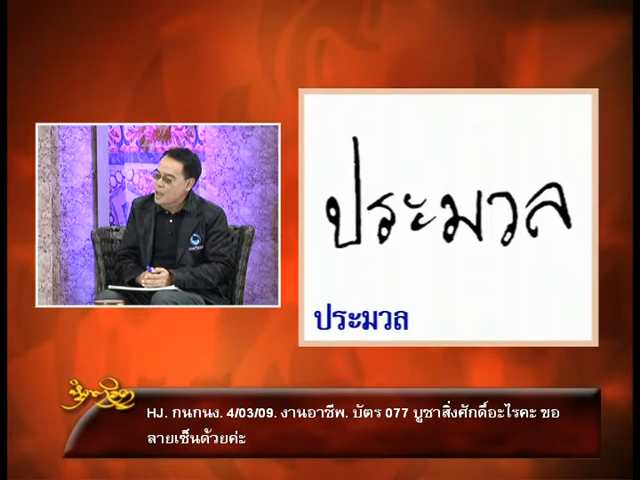 ประมวล
ประมวล
HJ. กนกนง. 4/03/09. งานอาชีพ. บัตร 077 บูชาสิ่งศักดิ์อะไรคะ ขอ
ลายเซ็นด้วยค่ะ